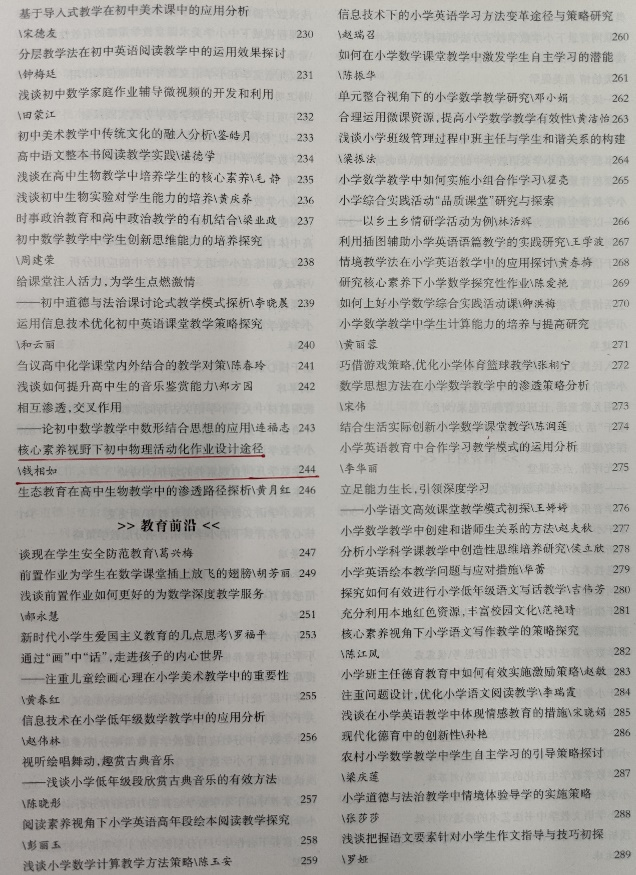 基于导入式教学在初中美术课中的应用分析
\宋德友 230
分层教学法在初中英语阅读教学中的运用效果探讨
\钟梅廷 231
浅谈初中数学家庭作业辅导微视频的开发和利用
\田蒙江 232
初中美术教学中传统文化的融入分析\鉴皓月 233
高中语文整本书阅读教学实践\谌德学 234
浅谈在高中生物教学中培养学生的核心素养\毛 静 235
浅谈初中生物实验对学生能力的培养\黄庆寿 236
时事政治教育和高中政治教学的有机结合\梁亚政 237
初中数学教学中学生创新思维能力的培养探究
\周建荣 238
给课堂注入活力,为学生点燃激情
——初中道德与法治课讨论式教学模式探析\李晓晨 239
运用信息技术优化初中英语课堂教学策略探究
\和云丽 240
刍议高中化学课堂内外结合的教学对策\陈春玲 241
浅谈如何提升高中生的音乐鉴赏能力\郑方园 242
相互渗透,交叉作用
——论初中数学教学中数形结合思想的应用\连福志 243
核心素养视野下初中物理活动化作业设计途径
\钱相如 244
生态教育在高中生物教学中的渗透路径探析\黄月红 246
>> 教育前沿 <<
谈现在学生安全防范教育\葛兴梅 247
前置作业为学生在数学课堂插上放飞的翅膀\胡芳丽 249
浅谈前置作业如何更好的为数学深度教学服务
\郝永慧 251
新时代小学生爱国主义教育的几点思考\罗福平 253
通过“画”中“话”,走进孩子的内心世界
——注重儿童绘画心理在小学美术教学中的重要性
\黄春红 255
信息技术在小学低年级数学教学中的应用分析
\赵伟林 256
视听绘唱舞动,趣赏古典音乐
——浅谈小学低年级段欣赏古典音乐的有效方法
\陈晓彤 257
阅读素养视角下小学英语高年段绘本阅读教学探究
\彭丽玉 258
浅谈小学数学计算教学方法策略\陈玉安 259
信息技术下的小学英语学习方法变革途径与策略研究
\赵瑞召 260
如何在小学数学课堂教学中激发学生自主学习的潜能
\陈振华 261
单元整合视角下的小学数学教学研究\邓小娟 262
合理运用微课资源,提高小学数学教学有效性\黄洁怡 263
浅谈小学班级管理过程中班主任与学生和谐关系的构建
\梁振法 264
小学数学教学中如何实施小组合作学习\翟亮 265
小学综合实践活动“品质课堂”研究与探索
——以乡土乡情研学活动为例\林活辉 266
利用插图辅助小学英语语篇教学的实践研究\王学波 267
情境教学法在小学英语教学中的应用探讨\黄春梅 268
研究核心素养下小学数学探究性作业\陈爱艳 269
如何上好小学数学综合实践活动课\卿洪梅 270
小学数学教学中学生计算能力的培养与提高研究
\黄丽蓉 271
巧借游戏策略,优化小学体育篮球教学\张相宁 272
数学思想方法在小学数学教学中的渗透策略分析
\宋伟 273
结合生活实际创新小学数学课堂教学\陈润莲 274
小学英语教育中合作学习教学模式的运用分析
\李华丽 275
立足能力生长,引领深度学习
——小学语文高效课堂教学模式初探\王婷婷 276
小学数学教学中创建和谐师生关系的方法\赵夫秋 277
分析小学科学课教学中创造性思维培养研究\侯立欣 278
小学英语绘本教学问题与应对措施\华蕾 279
探究如何有效进行小学低年级语文写话教学\吉伟芳 280
充分利用本地红色资源,丰富校园文化\范艳琦 281
核心素养视角下小学语文写作教学的策略探究
\陈江凤 282
小学班主任德育教育中如何有效实施激励策略\赵敏 283
注重问题设计,优化小学语文阅读教学\李瑞霞 284
浅谈在小学英语教学中体现情感教育的措施\宋晓娟 285
现代化德育中的创新性\孙艳 286
农村小学数学教学中学生自主学习的引导策略探讨
\梁庆莲 287
小学道德与法治教学中情境体验导学的实施策略
\张莎莎 288
浅谈把握语文要素针对小学生作文指导与技巧初探
\罗娅 289